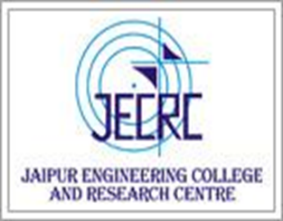 JECRC
JAIPUR ENGINEERING COLLEGE
AND RESEARCH CENTRE